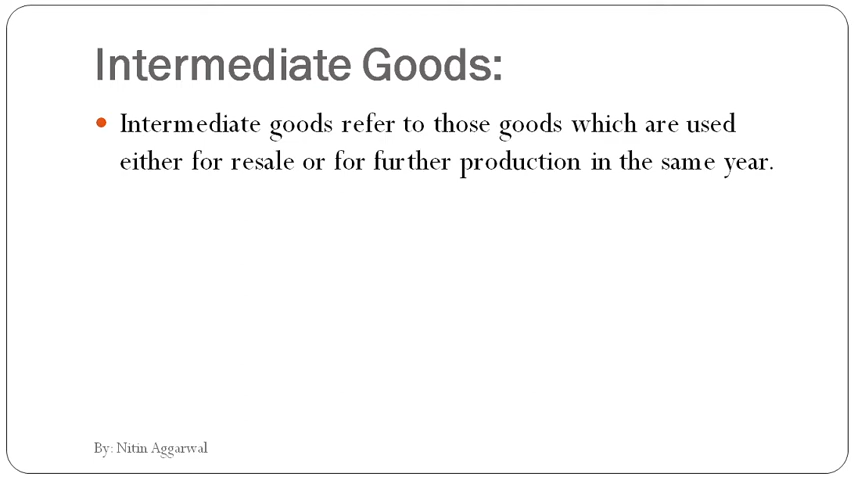 Intermediate Goods:
Intermediate goods refer to those goods which are used
either for resale or for further production in the same year.
By: Nitin Aggarwal